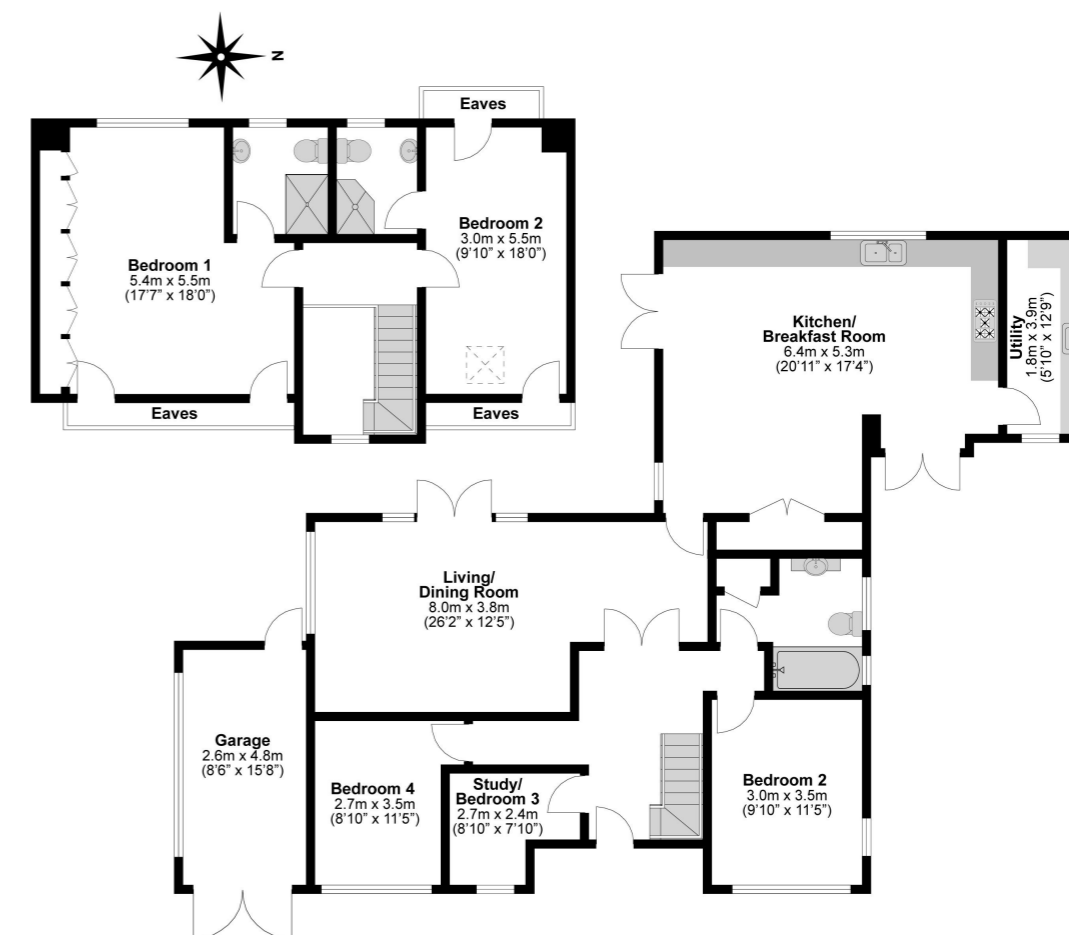 N
Eaves
Bedroom 1
5.4m x 5.5m
(17'7" x 18'0")
Bedroom 2
3.0m x 5.5m
(9'10" x 18'0")
Eaves
Eaves
Kitchen/
Breakfast Room
6.4m x 5.3m
(20'11" x 17'4")
Utility
1.8m x 3.9m
(5'10" x 12'9")
Living/
Dining Room
8.0m x 3.8m
(26'2" x 12'5")
Garage
2.6m x 4.8m
(8'6" x 15'8")
Bedroom 4
2.7m x 3.5m
(8'10" x 11'5")
Study/
Bedroom 3
2.7m x 2.4m
(8'10" x 7'10")
Bedroom 2
3.0m x 3.5m
(9'10" x 11'5")